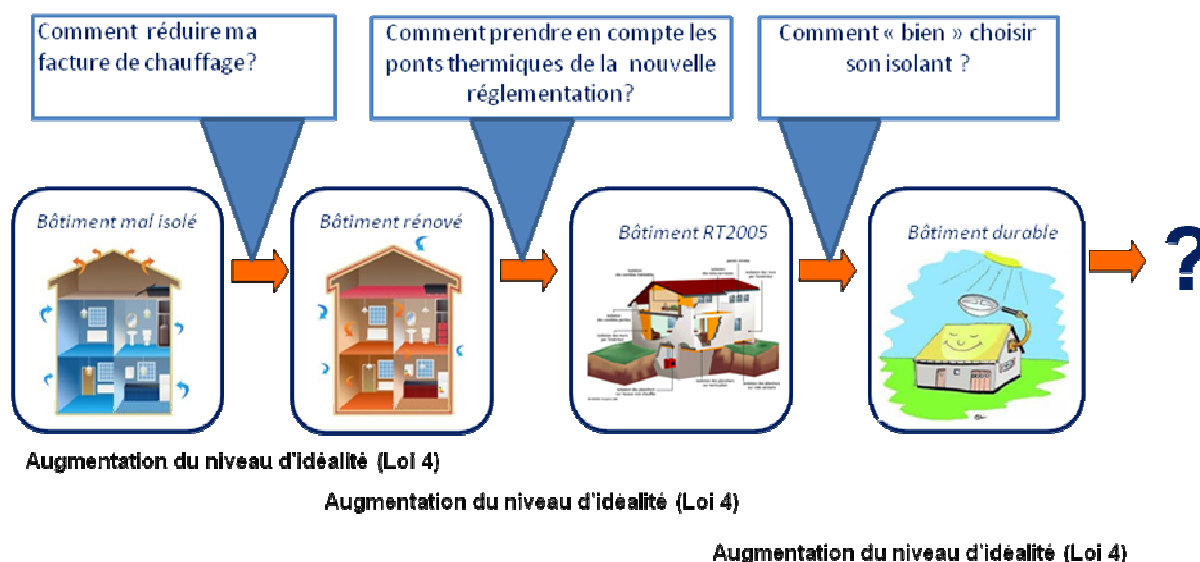 Comment réduire ma
facture de chauffage?
Comment prendre en compte les
ponts thermiques de la nouvelle
réglementation?
Comment « bien » choisir
son isolant ?
Bâtiment mal isolé
Bâtiment rénové
Bâtiment RT2005
Bâtiment durable
?
Augmentation du niveau d'idéalité (Loi 4)
Augmentation du niveau d'idéalité (Loi 4)
Augmentation du niveau d'idéalité (Loi 4)